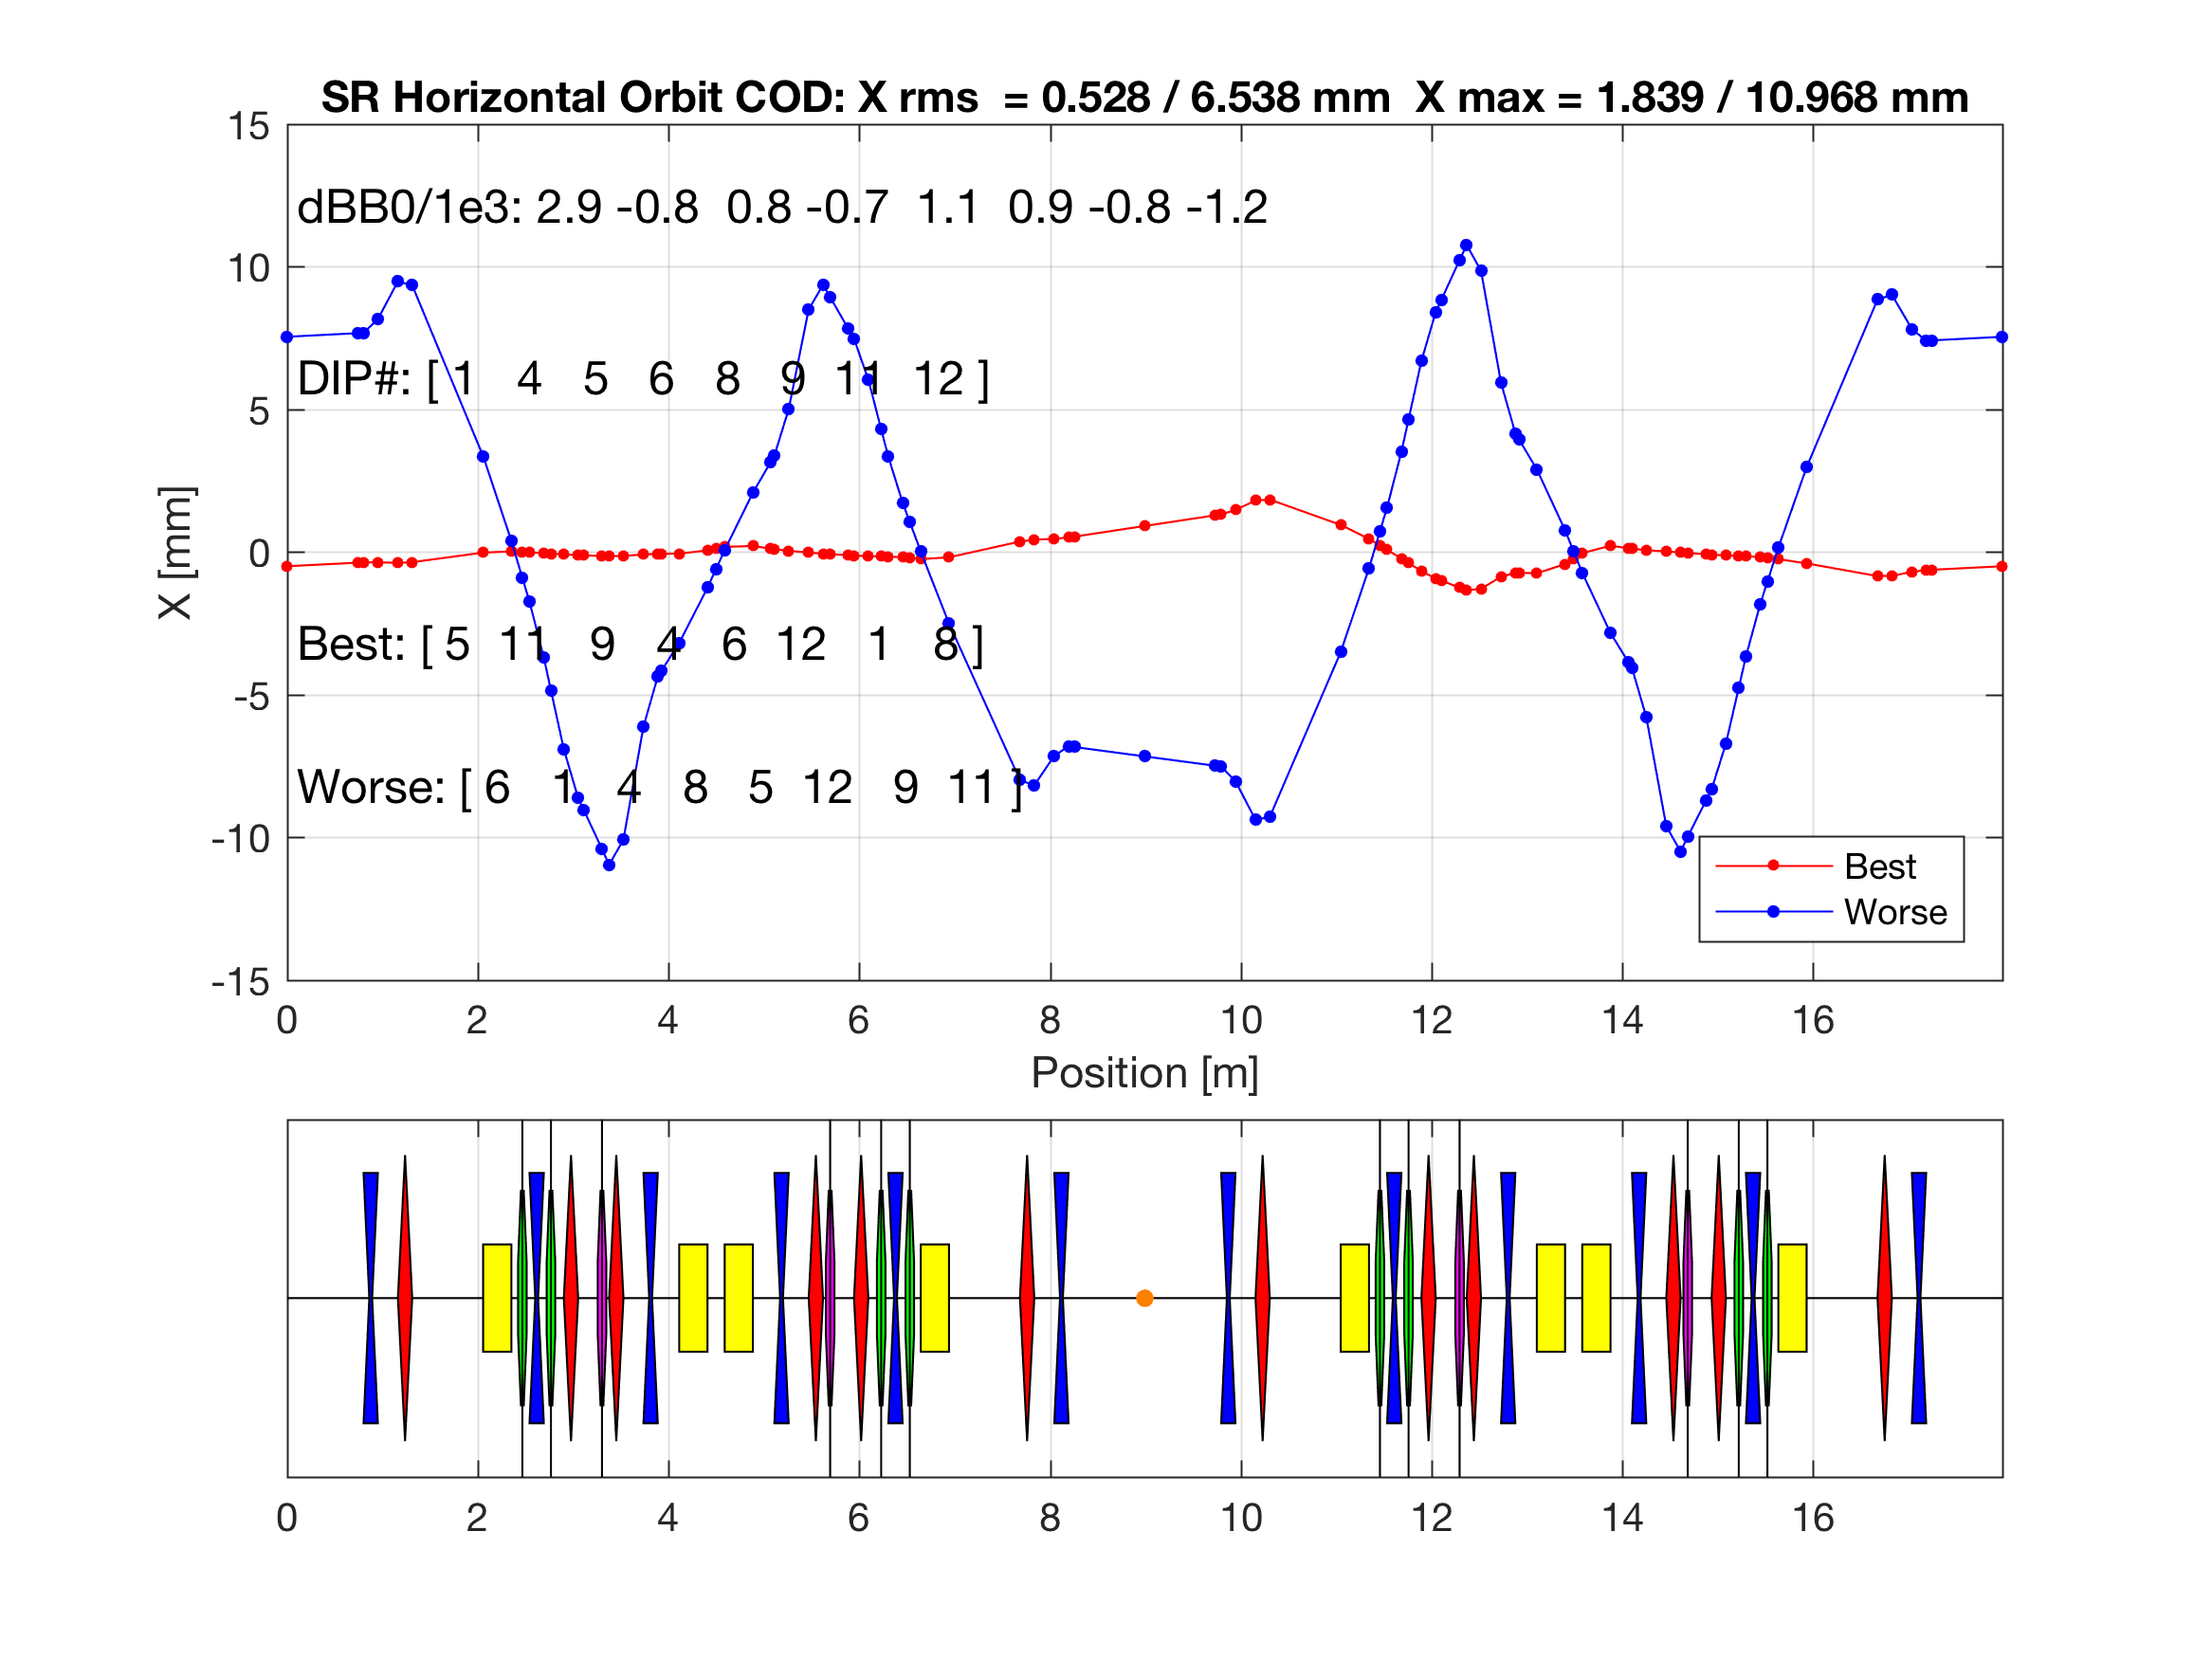 SR Horizontal Orbit COD: X rms = 0.528 / 6.538 mm X max = 1.839 / 10.968 mm
15
dBB0/1e3: 2.9 -0.8 0.8 -0.7 1.1 0.9 -0.8 -1.2
10
DIP#: [ 1 4 5 6 8 9 11 12 ]
5
X [mm]
0
Best: [ 5 11 9 4 6 12 1 8 ]
-5
Worse: [ 6 1 4 8 5 12 9 11 ]
-10
Best
Worse
-15
0 2 4 6 8 10 12 14 16
Position [m]
0 2 4 6 8 10 12 14 16